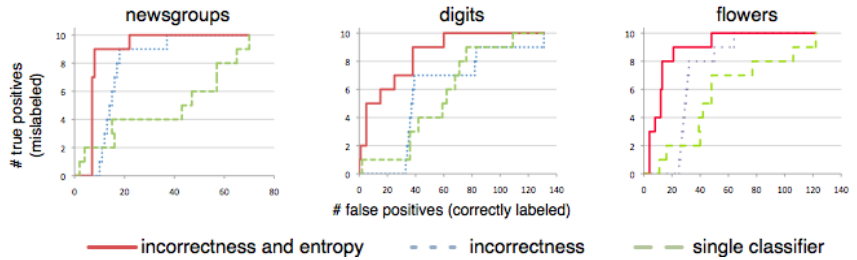 newsgroups digits flowers
# true positives
(mislabeled)
10
8
6
4
2
0
0 20 40 60 80
10
8
6
4
2
0
0 20 40 60 80 100 120 140
10
8
6
4
2
0
0 20 40 60 80 100 120 140
# false positives (correctly labeled)
incorrectness and entropy incorrectness single classifier